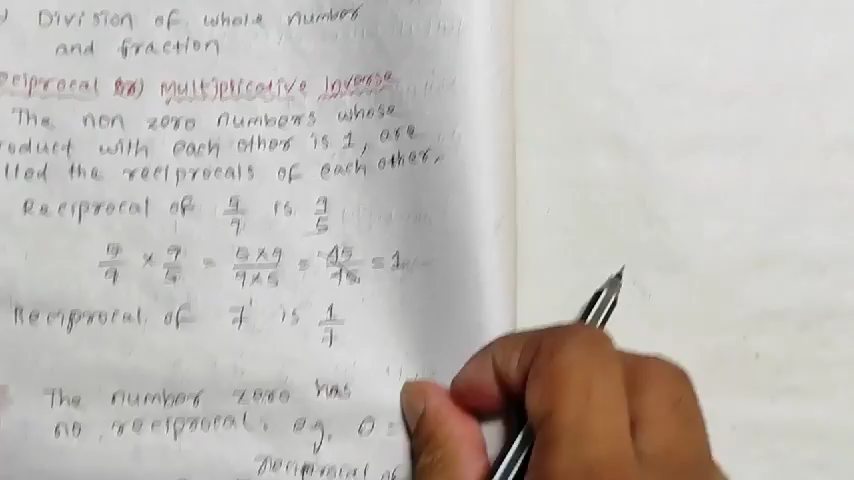 Division of whole number
and fraction
eciprocal (or) Multiplicative Inverse
The non zero numbers whose
roduct with each other is 1, are
lled the reciprocals of each other.
Reciprocal of 5/9 is 9/5
5/9 × 9/5 = 5×9/9×5 = 45/45 = 1
Reciprocal of 7 is 1/7
The number zero has
no reciprocal. eg. 0 =
reciprocal of